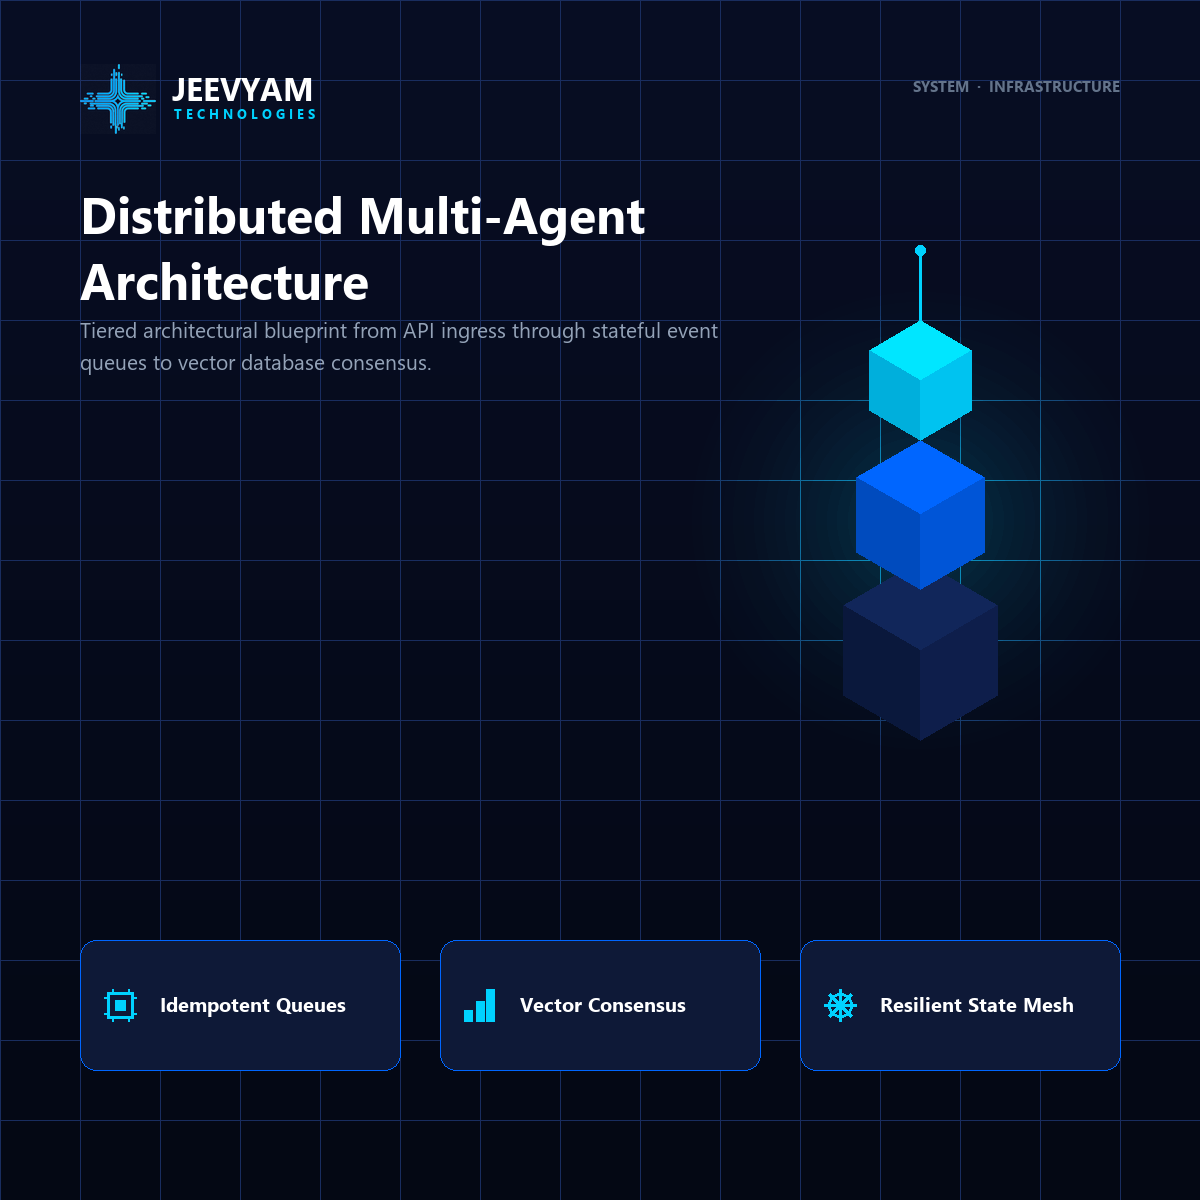 JEEVYAM
TECHNOLOGIES
SYSTEM · INFRASTRUCTURE
Distributed Multi-Agent
Architecture
Tiered architectural blueprint from API ingress through stateful event
queues to vector database consensus.
Idempotent Queues
Vector Consensus
Resilient State Mesh